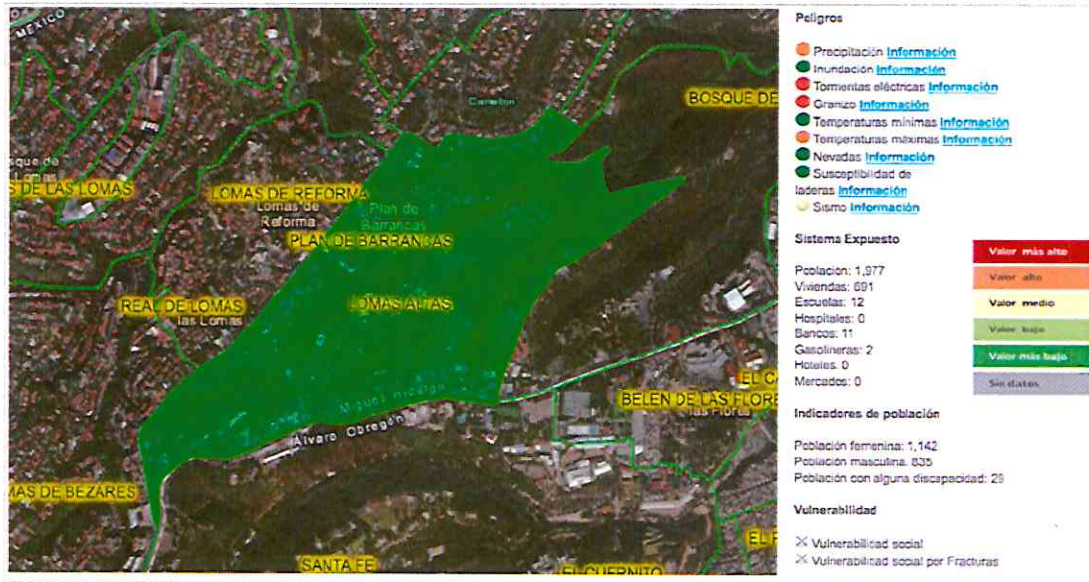 MEXICO
Camellon
BOSQUE DE
sque de
Lomas
S DE LAS LOMAS
LOMAS DE REFORMA
Lomas de
Reforma
Plan de
Barrancas
PLAN DE BARRANCAS
LOMAS ALTAS
REAL DE LOMAS
las Lomas
Miguel Hidalgo
Álvaro Obregón
BELEN DE LAS FLORE
las Flores
EL C
MAS DE BEZARES
SANTA FE
EL CUERNITO
EL P
Peligros
Precipitación Información
Inundación Información
Tormentas eléctricas Información
Granizo Información
Temperaturas mínimas Información
Temperaturas máximas Información
Nevadas Información
Susceptibilidad de
laderas Información
Sismo Información
Sistema Expuesto
Población: 1,977
Viviendas: 691
Escuelas: 12
Hospitales: 0
Bancos: 11
Gasolineras: 2
Hoteles: 0
Mercados: 0
Valor más alto
Valor alto
Valor medio
Valor bajo
Valor más bajo
Sin datos
Indicadores de población
Población femenina: 1,142
Población masculina: 835
Población con alguna discapacidad: 29
Vulnerabilidad
Vulnerabilidad social
Vulnerabilidad social por Fracturas